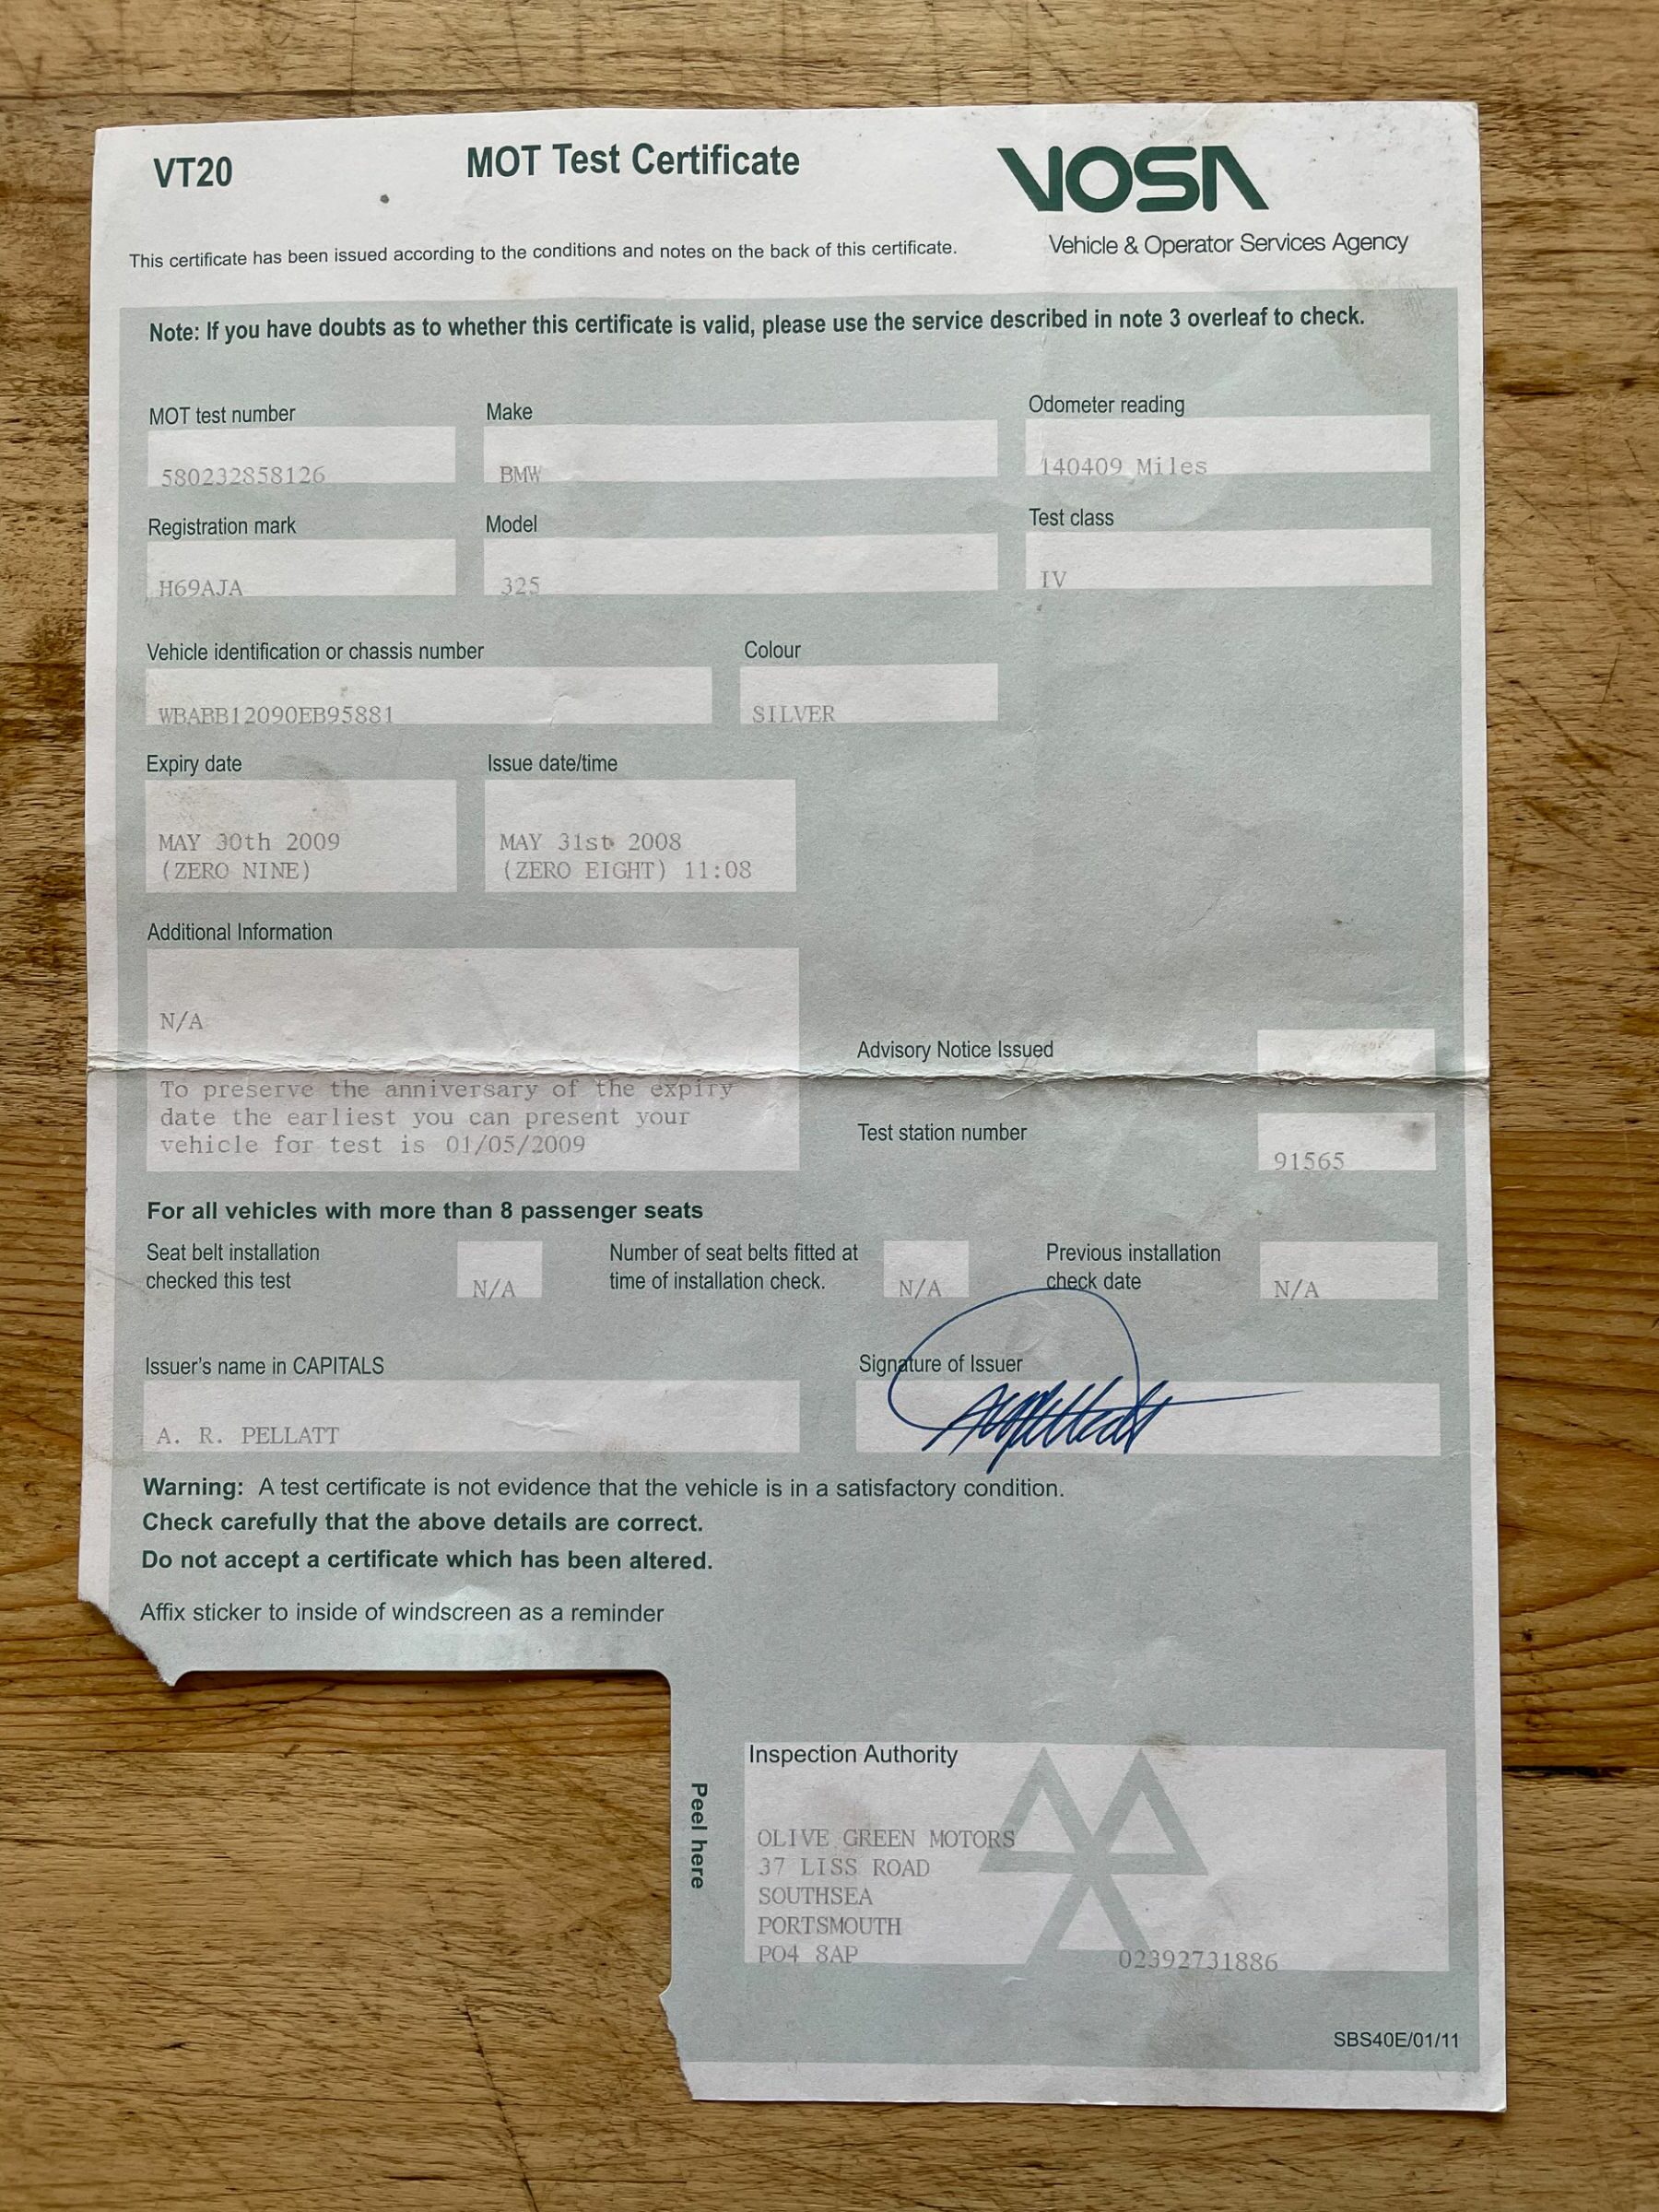 VT20
MOT Test Certificate
VOSA
Vehicle & Operator Services Agency
This certificate has been issued according to the conditions and notes on the back of this certificate.
Note: If you have doubts as to whether this certificate is valid, please use the service described in note 3 overleaf to check.
MOT test number
580232858126
Make
BMW
Odometer reading
140409 Miles
Registration mark
H69AJA
Model
325
Test class
IV
Vehicle identification or chassis number
WBABB12090EB95881
Colour
SILVER
Expiry date
MAY 30th 2009
(ZERO NINE)
Issue date/time
MAY 31st 2008
(ZERO EIGHT) 11:08
Additional Information
N/A
To preserve the anniversary of the expiry
date the earliest you can present your
vehicle for test is 01/05/2009
Advisory Notice Issued
Test station number
91565
For all vehicles with more than 8 passenger seats
Seat belt installation
checked this test
N/A
Number of seat belts fitted at
time of installation check.
N/A
Previous installation
check date
N/A
Issuer's name in CAPITALS
A. R. PELLATT
Signature of Issuer
Warning: A test certificate is not evidence that the vehicle is in a satisfactory condition.
Check carefully that the above details are correct.
Do not accept a certificate which has been altered.
Affix sticker to inside of windscreen as a reminder
Peel here
Inspection Authority
OLIVE GREEN MOTORS
37 LISS ROAD
SOUTHSEA
PORTSMOUTH
PO4 8AP
02392731886
SBS40E/01/11